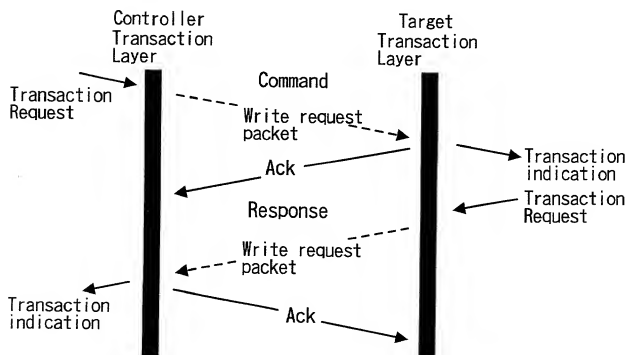 Controller
Transaction
Layer
Target
Transaction
Layer
Command
Transaction
Request
Write request
packet
Ack
Transaction
indication
Response
Transaction
Request
Write request
packet
Transaction
indication
Ack